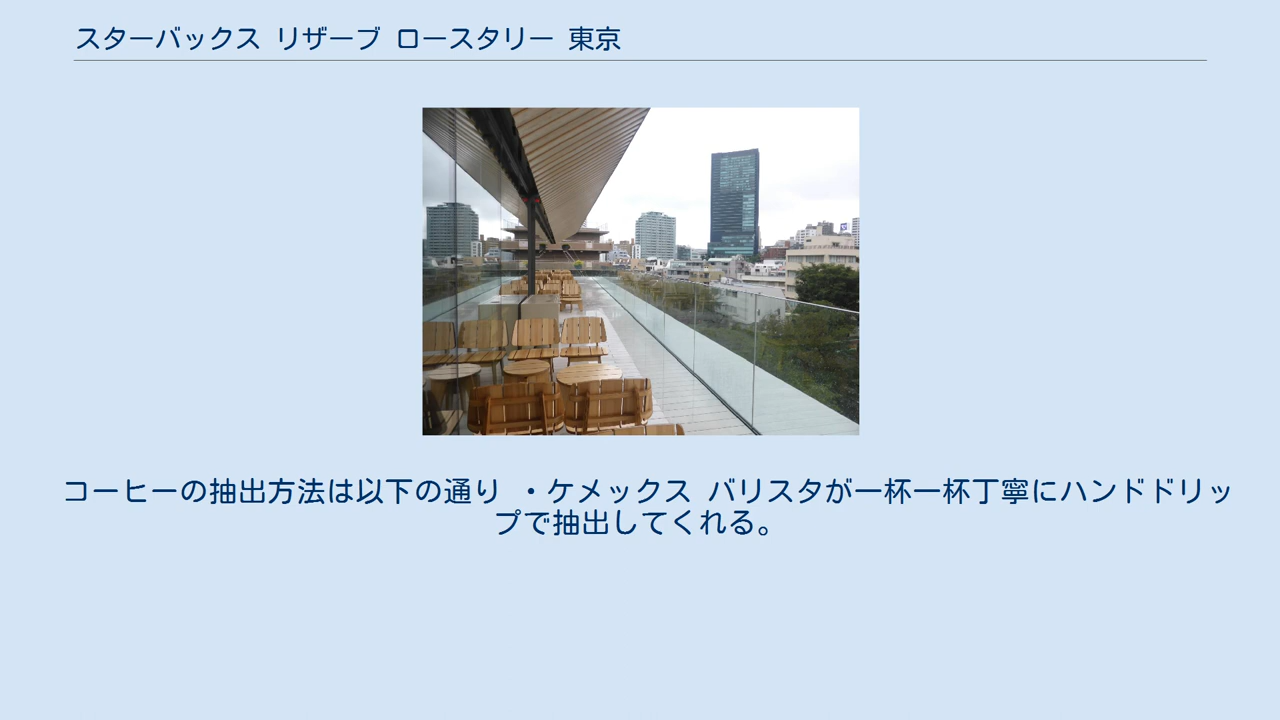 スターバックス リザーブ ロースタリー 東京
コーヒーの抽出方法は以下の通り ・ケメックス バリスタが一杯一杯丁寧にハンドドリッ
プで抽出してくれる。